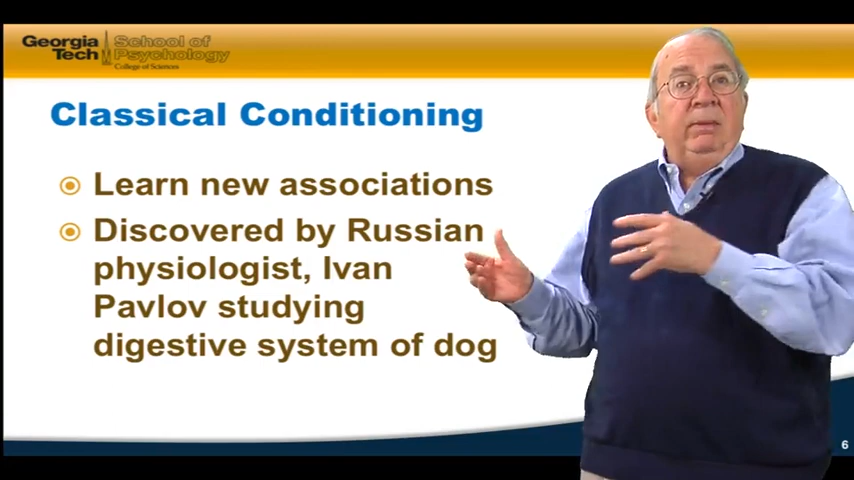 Georgia Tech
School of Psychology
College of Sciences
Classical Conditioning
Learn new associations
Discovered by Russian
physiologist, Ivan
Pavlov studying
digestive system of dog
6